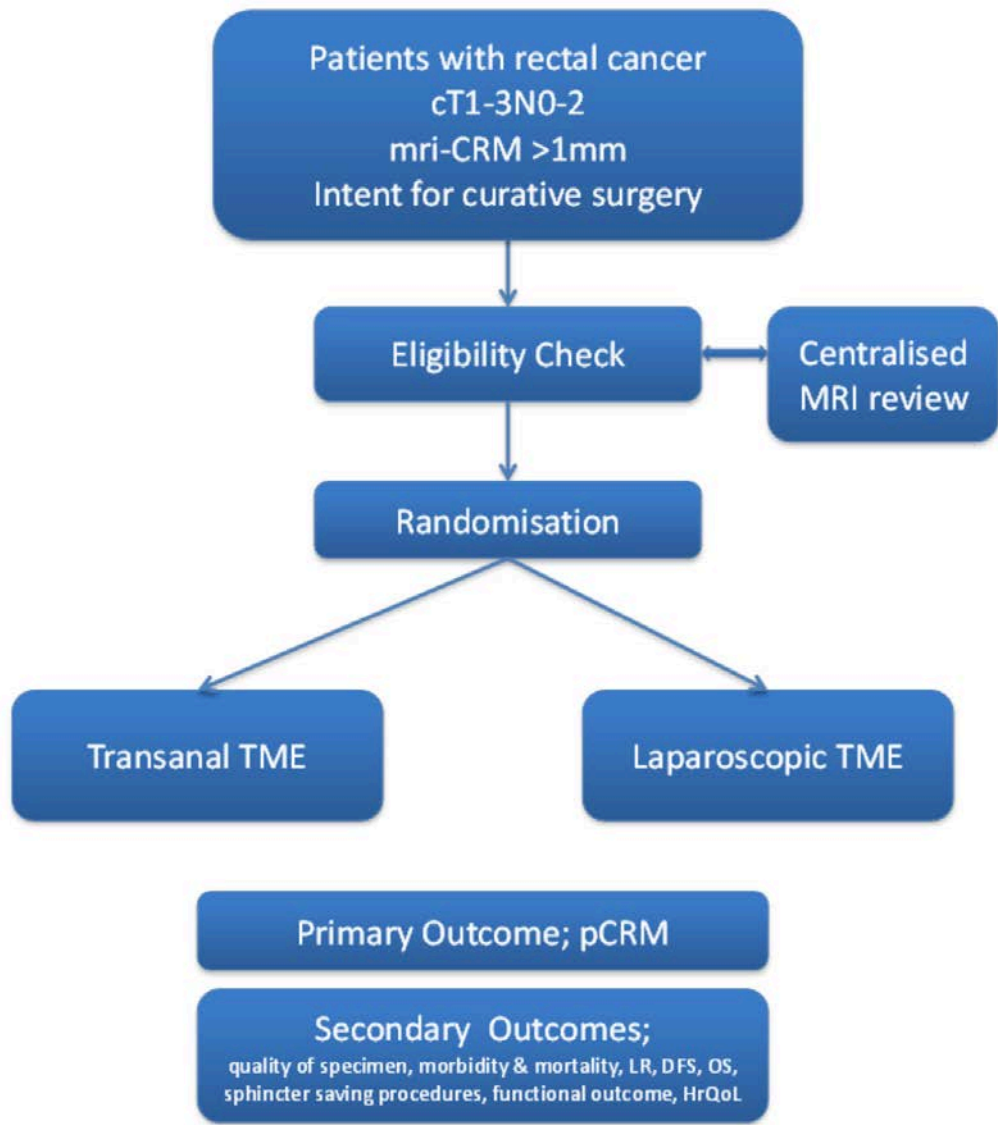 Patients with rectal cancer
cT1-3N0-2
mri-CRM >1mm
Intent for curative surgery
Eligibility Check
Centralised
MRI review
Randomisation
Transanal TME
Laparoscopic TME
Primary Outcome; pCRM
Secondary Outcomes;
quality of specimen, morbidity & mortality, LR, DFS, OS,
sphincter saving procedures, functional outcome, HrQoL